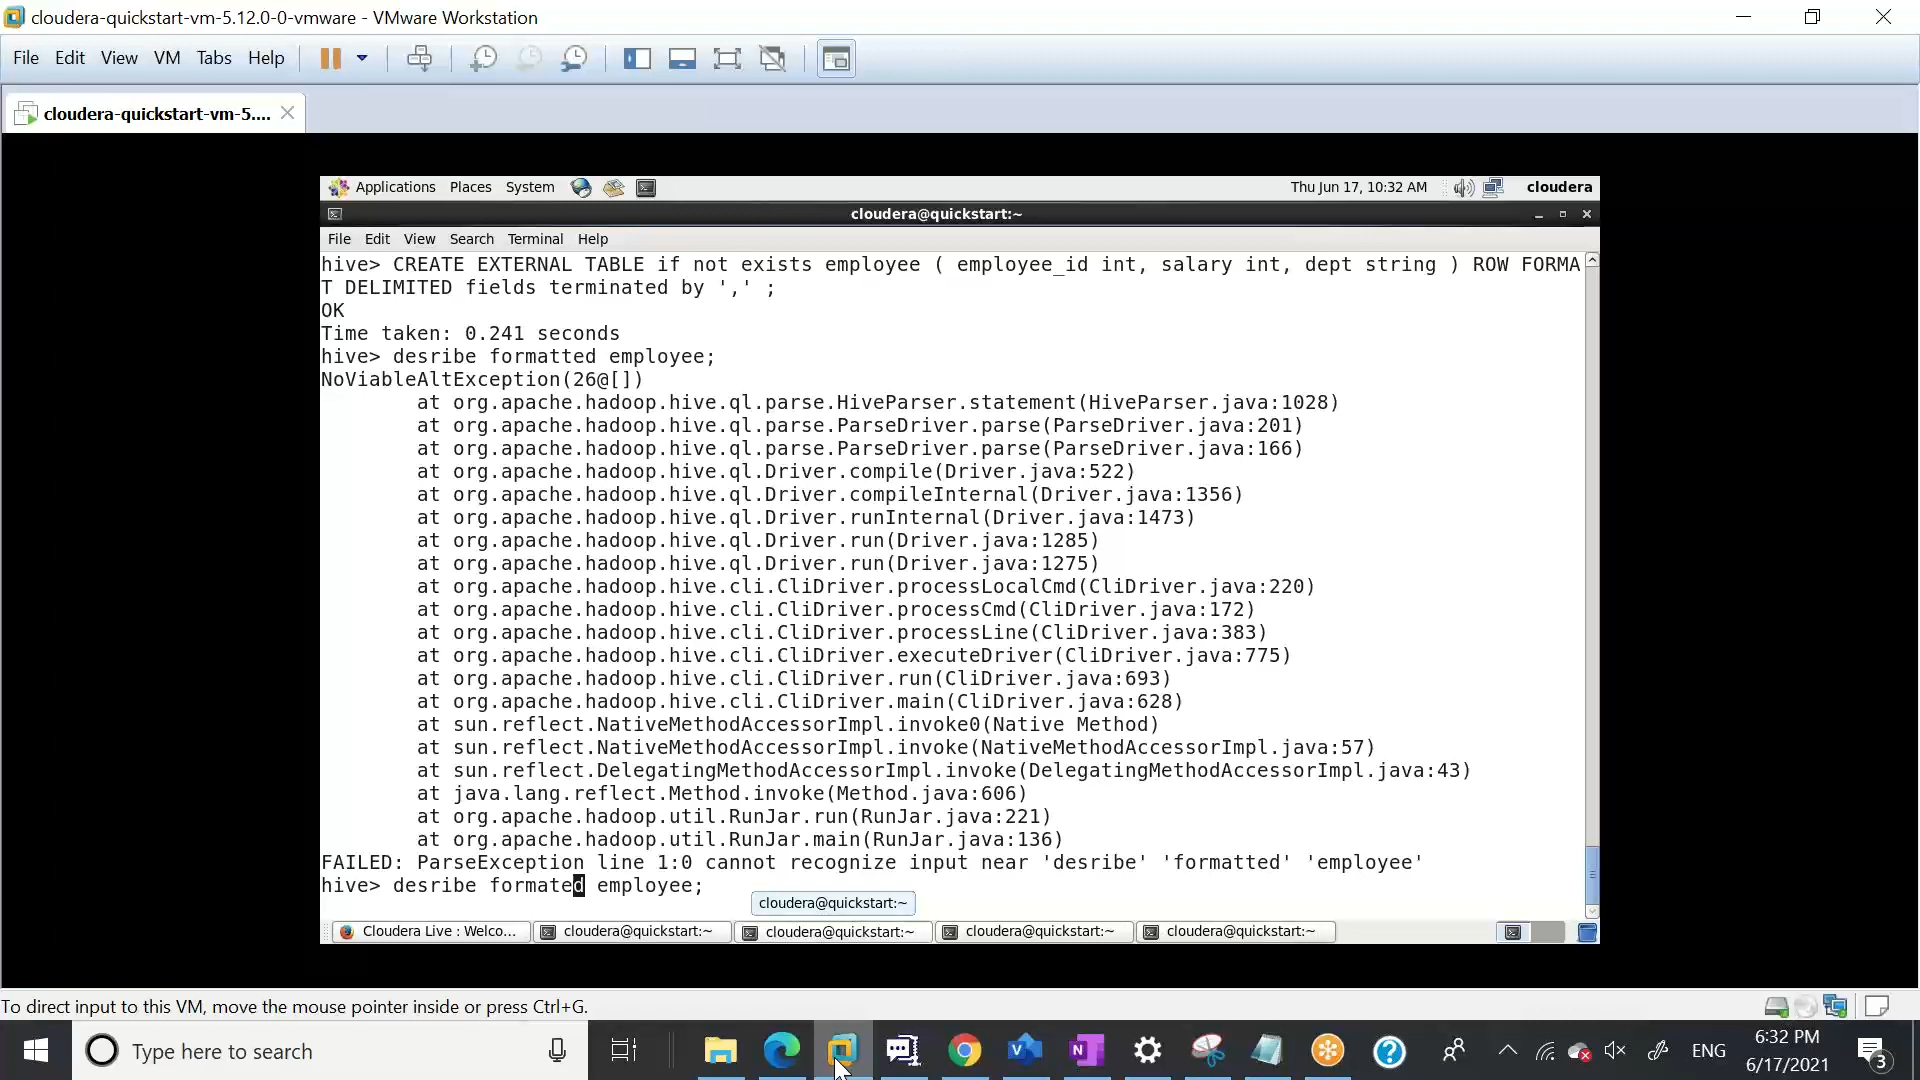 cloudera-quickstart-vm-5.12.0-0-vmware - VMware Workstation
File Edit View VM Tabs Help
cloudera-quickstart-vm-5....
Applications Places System Thu Jun 17, 10:32 AM cloudera
cloudera@quickstart:~
File Edit View Search Terminal Help
hive> CREATE EXTERNAL TABLE if not exists employee ( employee_id int, salary int, dept string ) ROW FORMA
T DELIMITED fields terminated by ',' ;
OK
Time taken: 0.241 seconds
hive> desribe formatted employee;
NoViableAltException(26@[])
at org.apache.hadoop.hive.ql.parse.HiveParser.statement(HiveParser.java:1028)
at org.apache.hadoop.hive.ql.parse.ParseDriver.parse(ParseDriver.java:201)
at org.apache.hadoop.hive.ql.parse.ParseDriver.parse(ParseDriver.java:166)
at org.apache.hadoop.hive.ql.Driver.compile(Driver.java:522)
at org.apache.hadoop.hive.ql.Driver.compileInternal(Driver.java:1356)
at org.apache.hadoop.hive.ql.Driver.runInternal(Driver.java:1473)
at org.apache.hadoop.hive.ql.Driver.run(Driver.java:1285)
at org.apache.hadoop.hive.ql.Driver.run(Driver.java:1275)
at org.apache.hadoop.hive.cli.CliDriver.processLocalCmd(CliDriver.java:220)
at org.apache.hadoop.hive.cli.CliDriver.processCmd(CliDriver.java:172)
at org.apache.hadoop.hive.cli.CliDriver.processLine(CliDriver.java:383)
at org.apache.hadoop.hive.cli.CliDriver.executeDriver(CliDriver.java:775)
at org.apache.hadoop.hive.cli.CliDriver.run(CliDriver.java:693)
at org.apache.hadoop.hive.cli.CliDriver.main(CliDriver.java:628)
at sun.reflect.NativeMethodAccessorImpl.invoke0(Native Method)
at sun.reflect.NativeMethodAccessorImpl.invoke(NativeMethodAccessorImpl.java:57)
at sun.reflect.DelegatingMethodAccessorImpl.invoke(DelegatingMethodAccessorImpl.java:43)
at java.lang.reflect.Method.invoke(Method.java:606)
at org.apache.hadoop.util.RunJar.run(RunJar.java:221)
at org.apache.hadoop.util.RunJar.main(RunJar.java:136)
FAILED: ParseException line 1:0 cannot recognize input near 'desribe' 'formatted' 'employee'
hive> desribe formated employee;
cloudera@quickstart:~
Cloudera Live : Welco... cloudera@quickstart:~ cloudera@quickstart:~ cloudera@quickstart:~ cloudera@quickstart:~
To direct input to this VM, move the mouse pointer inside or press Ctrl+G.
Type here to search ENG 6:32 PM
6/17/2021 3